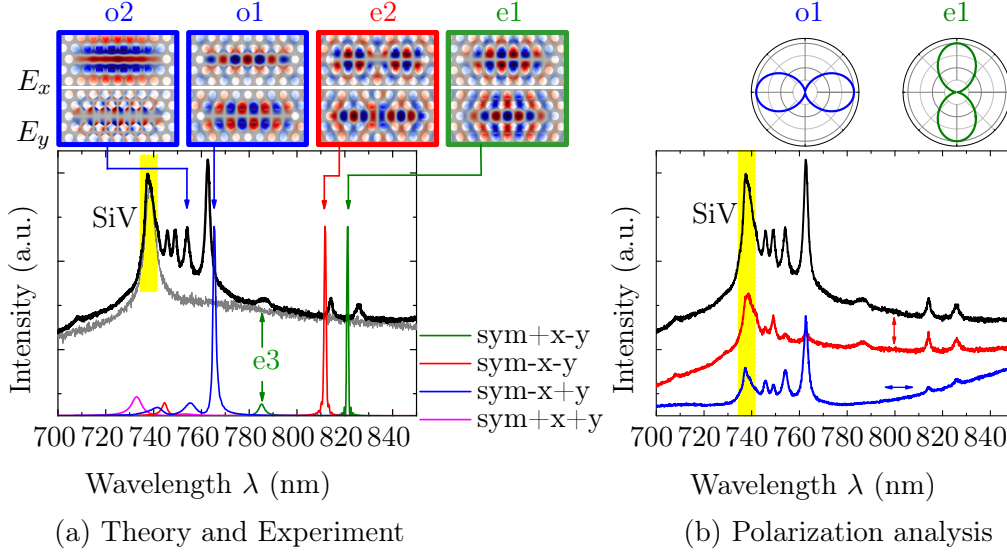 o2 o1 e2 e1
o1 e1
Ex
Ey
SiV
e3
sym+x-y
sym-x-y
sym-x+y
sym+x+y
Intensity (a.u.)
700 720 740 760 780 800 820 840
Wavelength λ (nm)
(a) Theory and Experiment
SiV
Intensity (a.u.)
700 720 740 760 780 800 820 840
Wavelength λ (nm)
(b) Polarization analysis